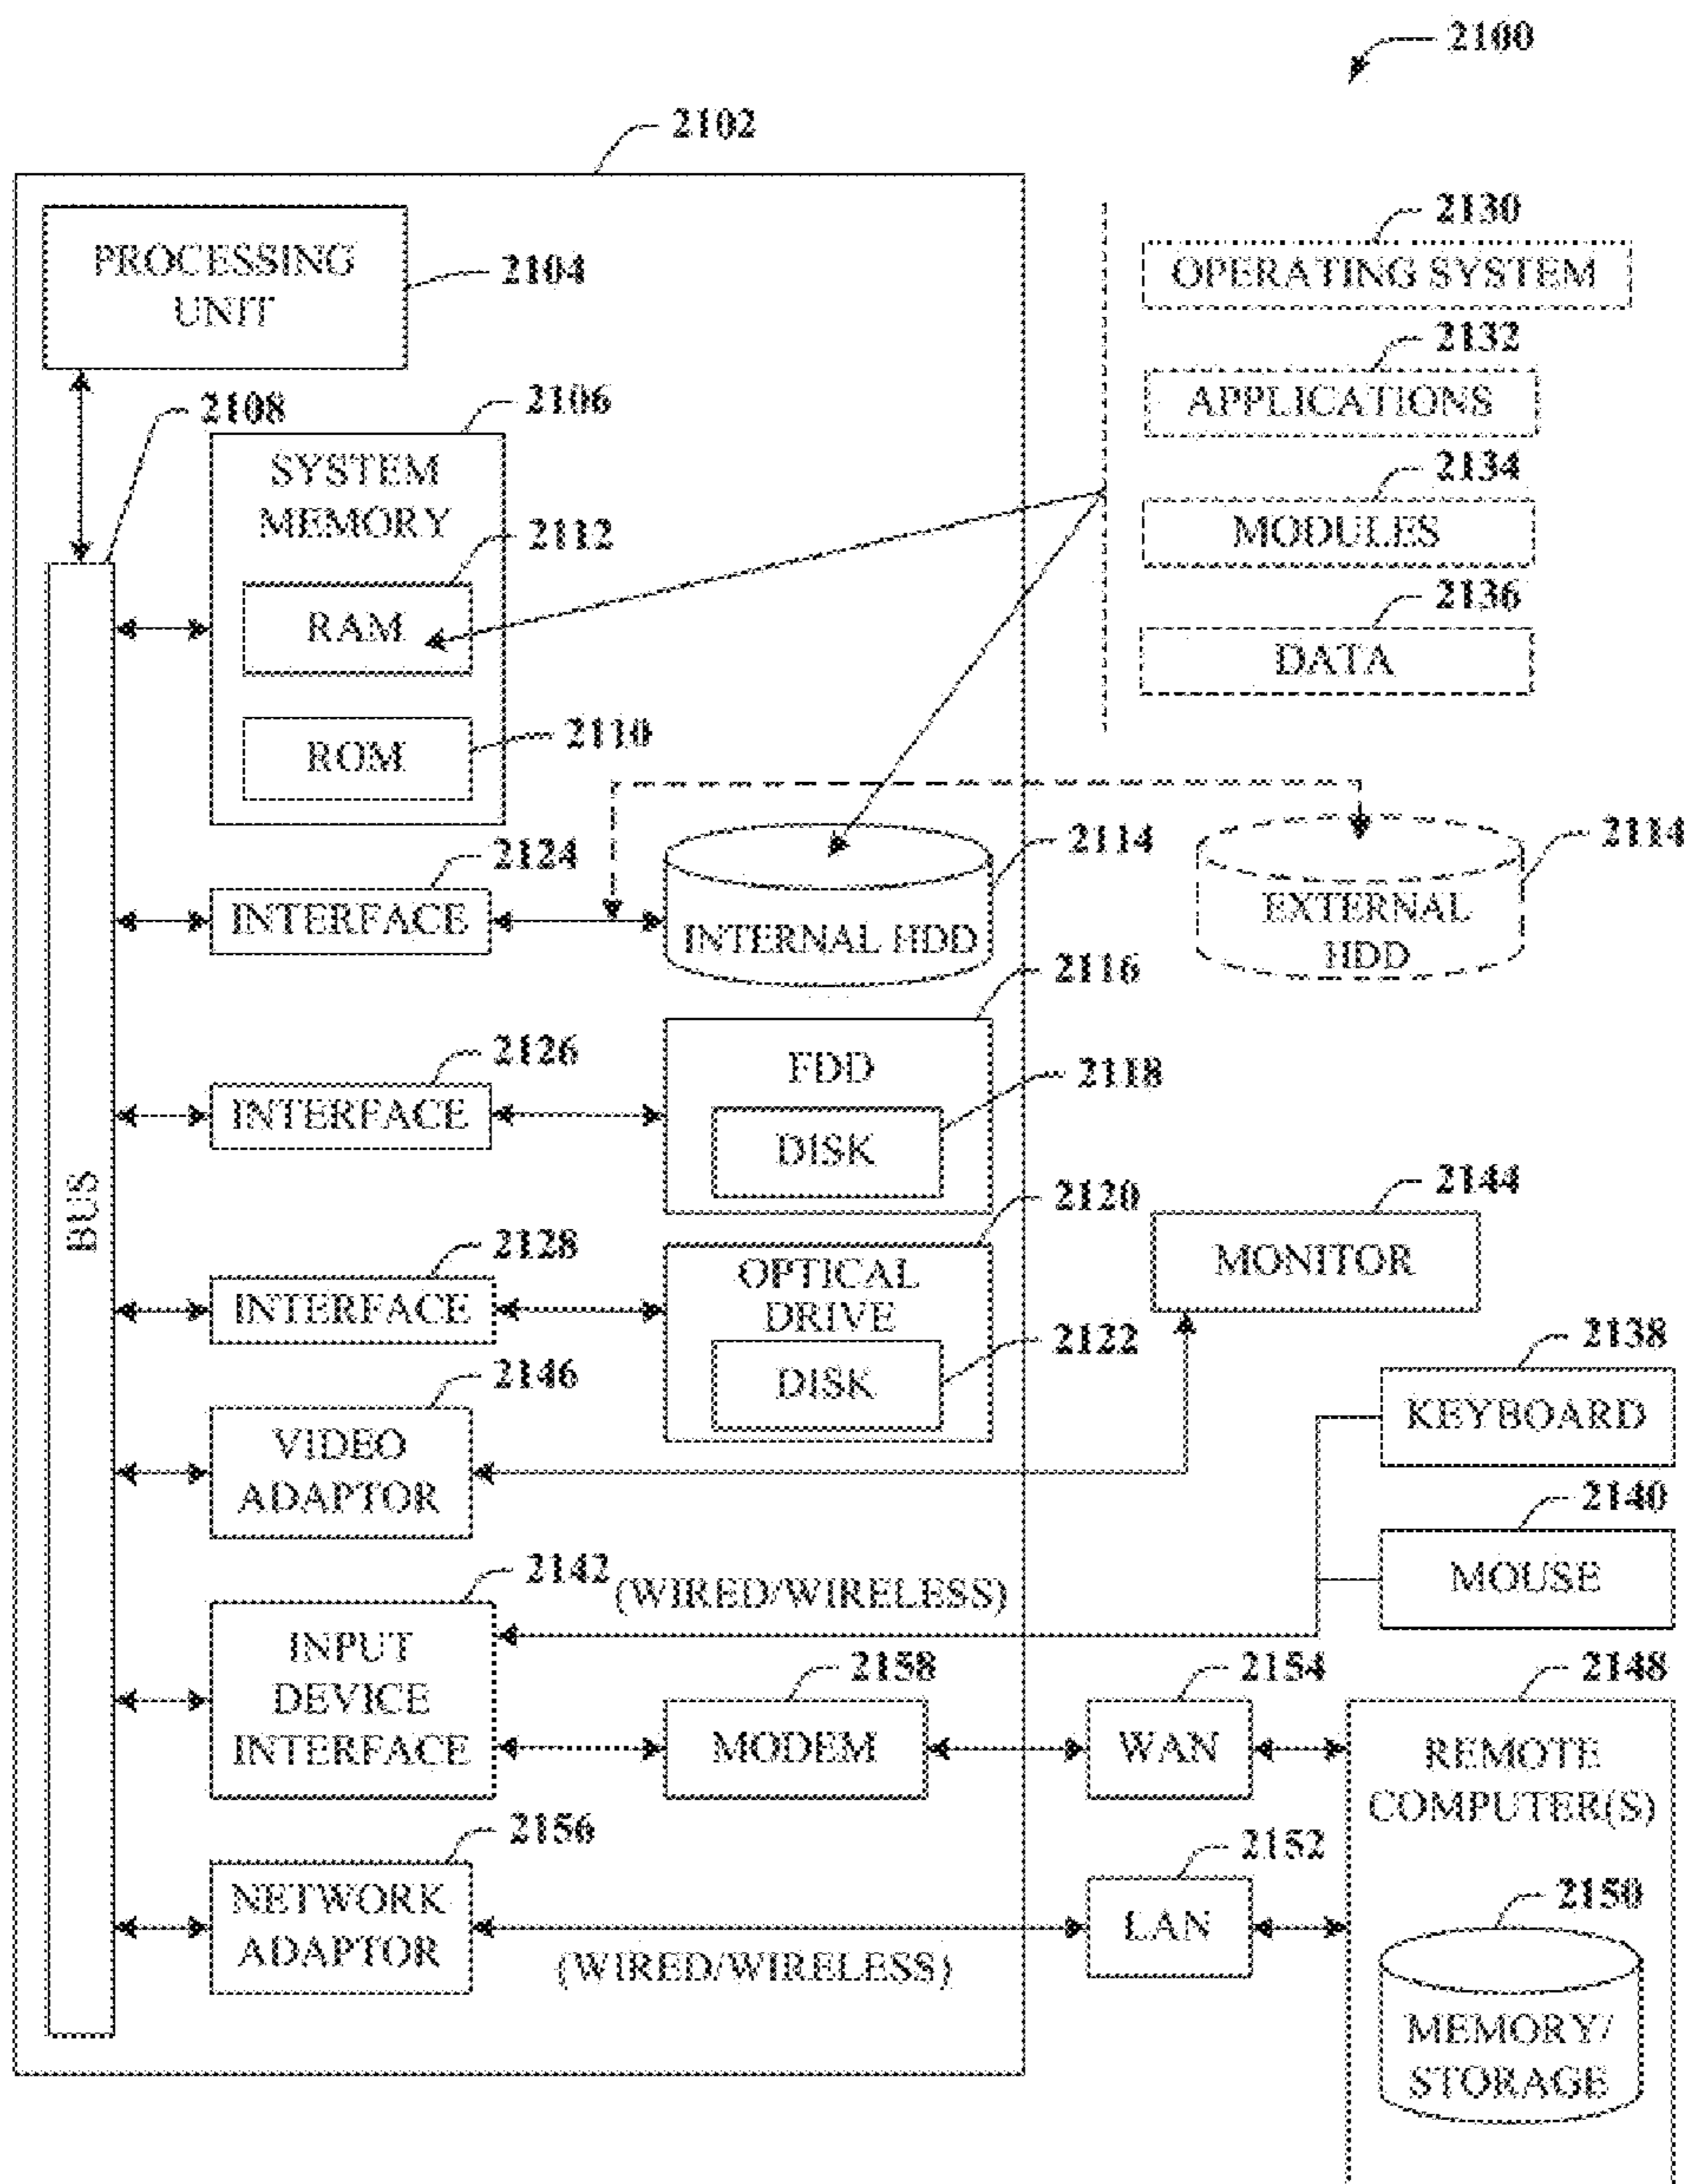 2100
2102
PROCESSING
UNIT
2104
2108
2106
SYSTEM
MEMORY
2112
RAM
2110
ROM
2130
OPERATING SYSTEM
2132
APPLICATIONS
2134
MODULES
2136
DATA
2124
INTERFACE
2114
INTERNAL HDD
2114
EXTERNAL
HDD
2126
INTERFACE
2116
FDD
2118
DISK
BUS
2128
INTERFACE
2120
OPTICAL
DRIVE
2122
DISK
2144
MONITOR
2146
VIDEO
ADAPTOR
2138
KEYBOARD
2140
MOUSE
2142
(WIRED/WIRELESS)
INPUT
DEVICE
INTERFACE
2158
MODEM
2154
WAN
2148
REMOTE
COMPUTER(S)
2156
NETWORK
ADAPTOR
(WIRED/WIRELESS)
2152
LAN
2150
MEMORY/
STORAGE